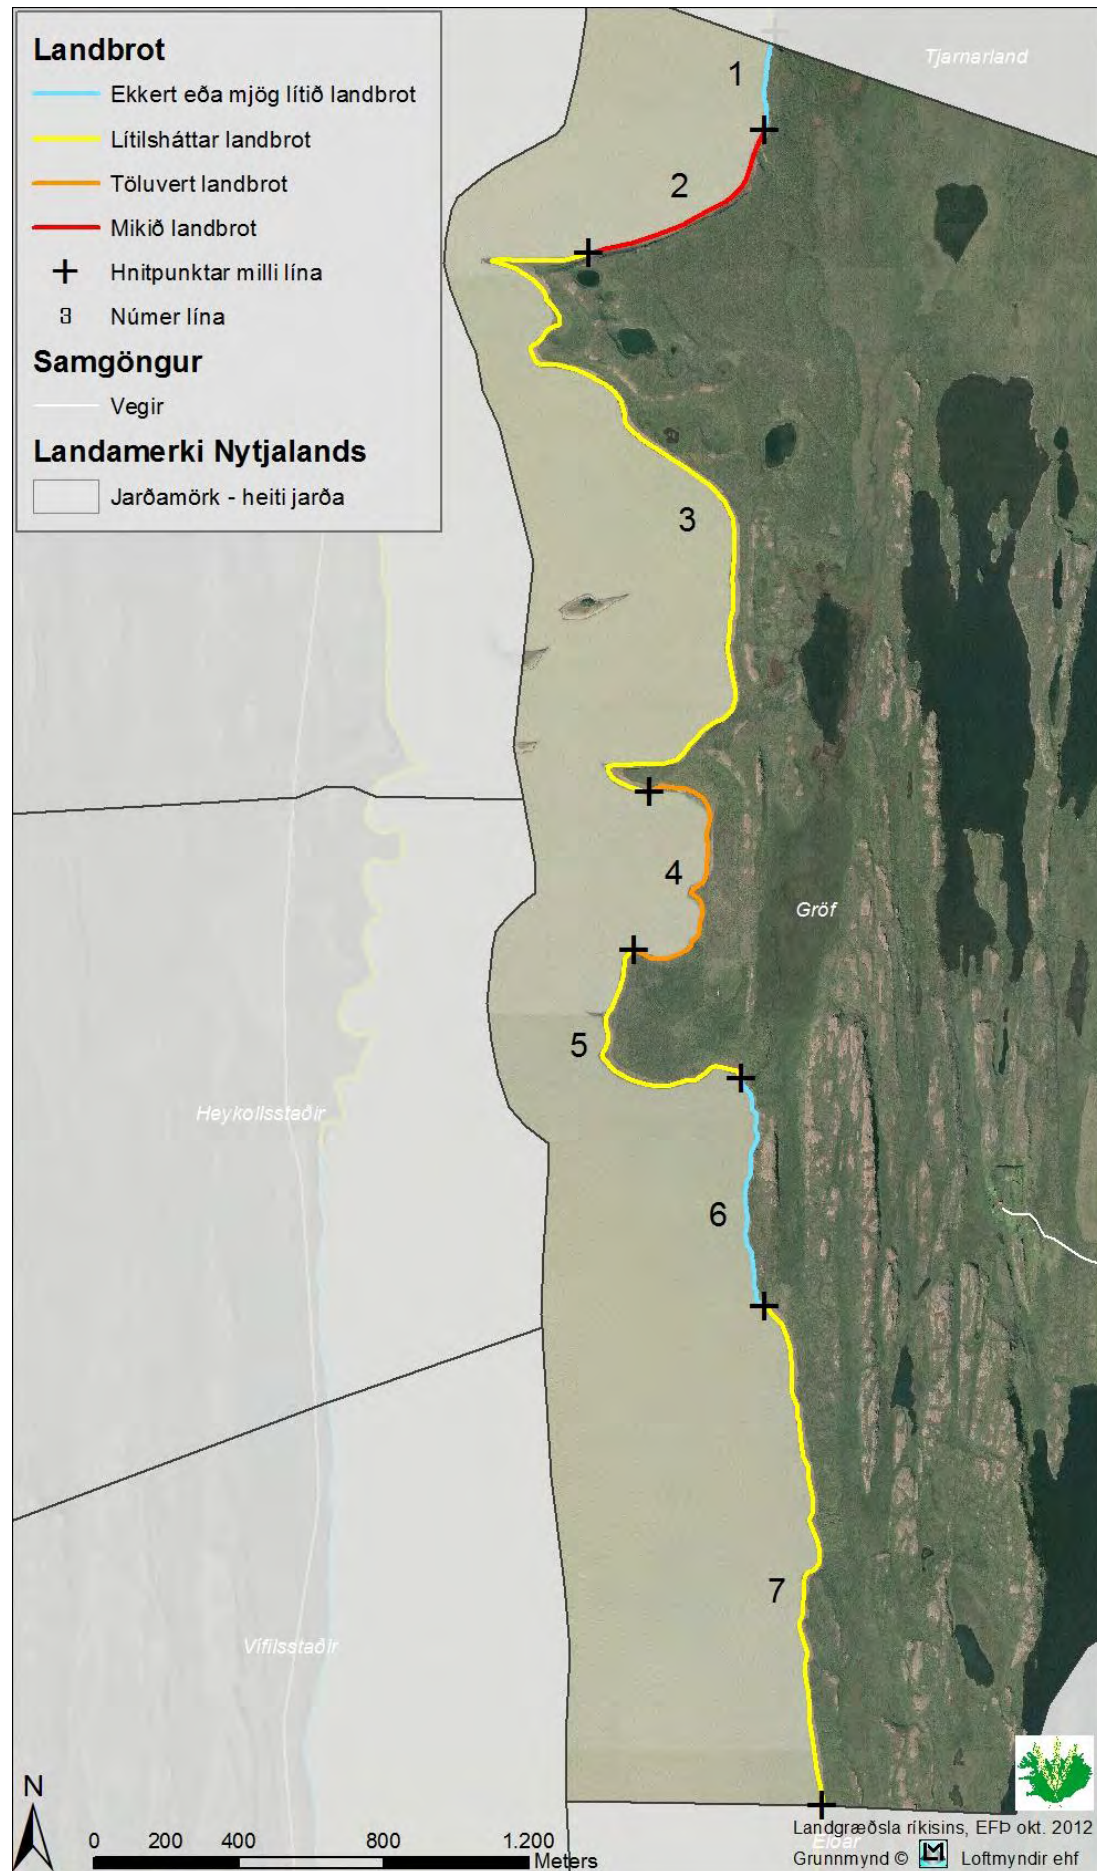 Landbrot
Ekkert eða mjög lítið landbrot
Lítilsháttar landbrot
Töluvert landbrot
Mikið landbrot
Hnitpunktar milli lína
3 Númer lína
Samgöngur
Vegir
Landamerki Nytjalands
Jarðamörk - heiti jarða
Tjarnarland
1
2
3
4
Gröf
5
Heykollsstaðir
6
7
Vífilsstaðir
N
0 200 400 800 1.200
Meters
Eiðar
Landgræðsla ríkisins, EFÞ okt. 2012
Grunnmynd © LM Loftmyndir ehf